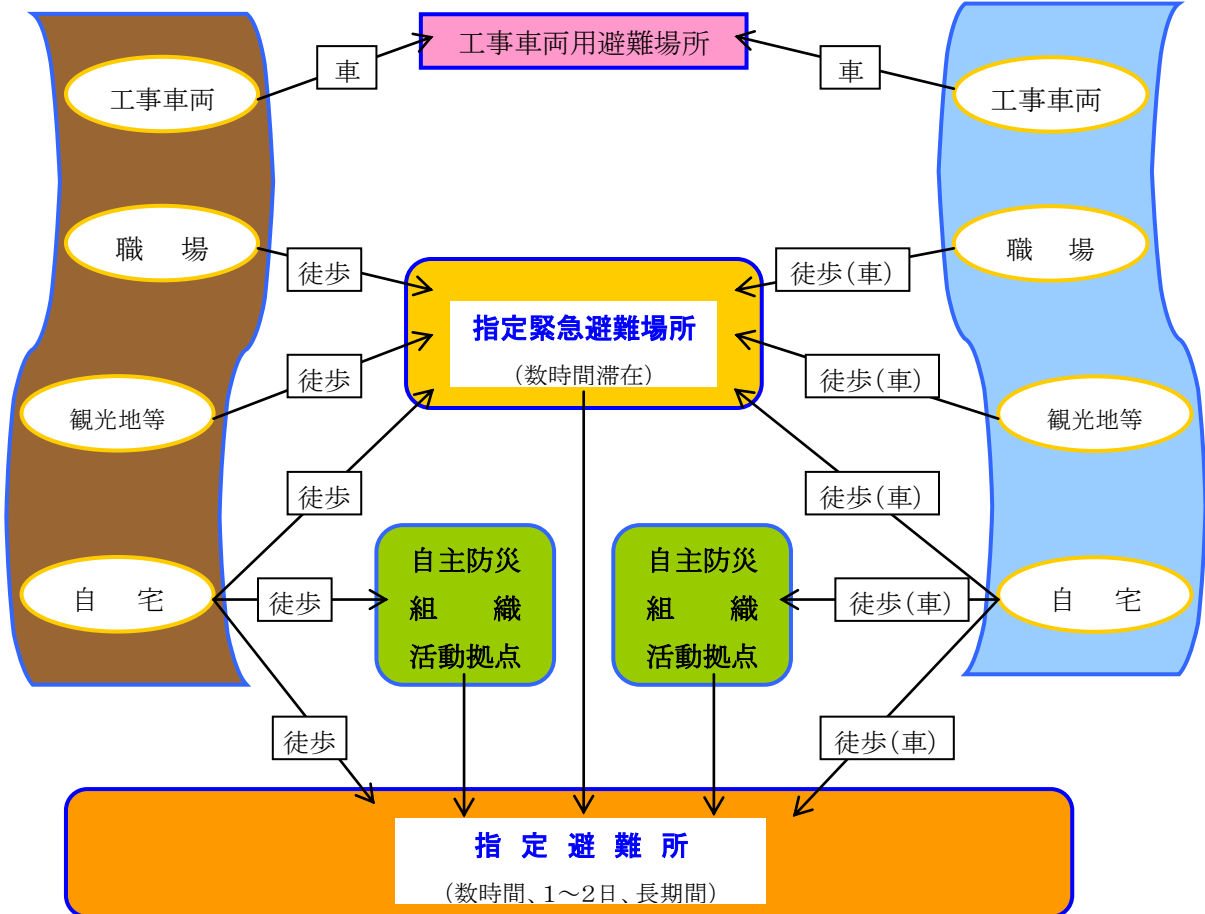 工事車両用避難場所
車
車
工事車両
工事車両
職　場
職　場
徒歩
徒歩(車)
指定緊急避難場所
(数時間滞在)
徒歩
徒歩(車)
観光地等
観光地等
徒歩
徒歩(車)
自主防災
組　織
活動拠点
自主防災
組　織
活動拠点
自　宅
徒歩
徒歩(車)
自　宅
徒歩
徒歩(車)
指 定 避 難 所
(数時間、1～2日、長期間)